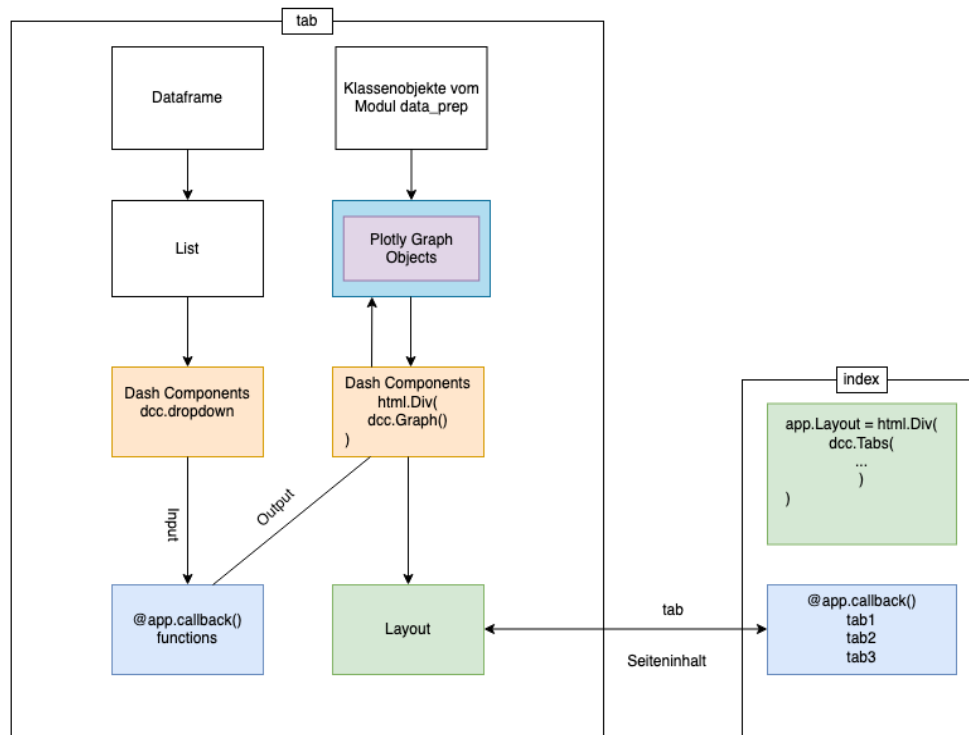 tab
Dataframe
Klassenobjekte vom
Modul data_prep
List
Plotly Graph
Objects
Dash Components
dcc.dropdown
Dash Components
html.Div(
dcc.Graph()
)
Input
Output
@app.callback()
functions
Layout
tab
Seiteninhalt
index
app.Layout = html.Div(
dcc.Tabs(
...
)
)
@app.callback()
tab1
tab2
tab3